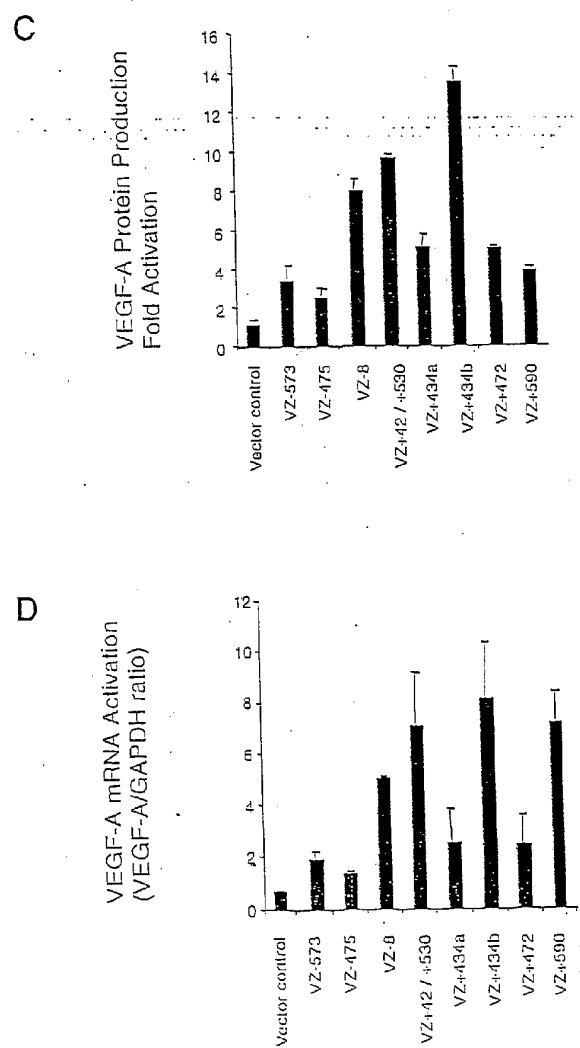 C
VEGF-A Protein Production
Fold Activation
16
14
12
10
8
6
4
2
0
Vector control
VZ-573
VZ-475
VZ-8
VZ+42 / +530
VZ+434a
VZ+434b
VZ+472
VZ+590
D
VEGF-A mRNA Activation
(VEGF-A/GAPDH ratio)
12
10
8
6
4
2
0
Vector control
VZ-573
VZ-475
VZ-8
VZ+42 / +530
VZ+434a
VZ+434b
VZ+472
VZ+590